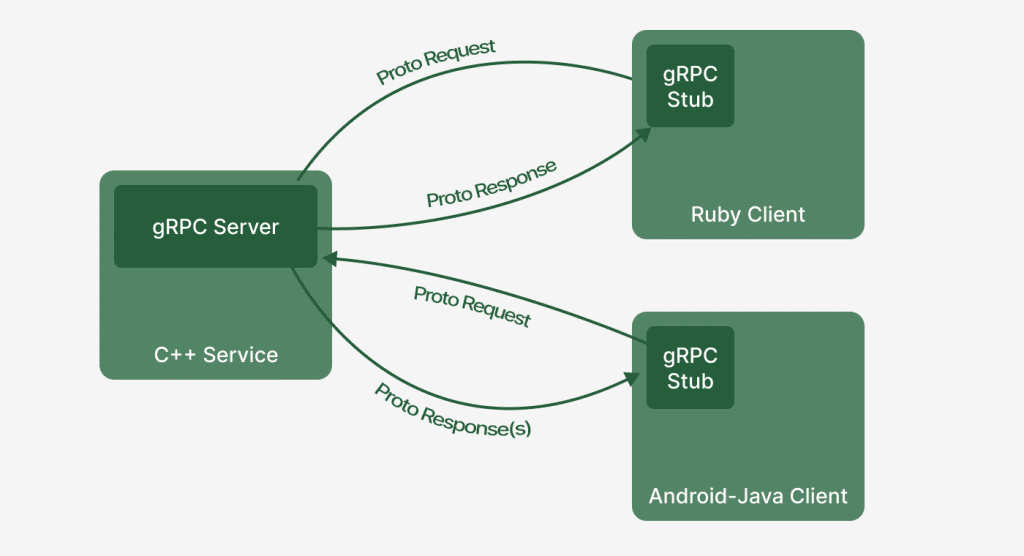 Proto Request
gRPC
Stub
Proto Response
Ruby Client
gRPC Server
C++ Service
Proto Request
gRPC
Stub
Proto Response(s)
Android-Java Client